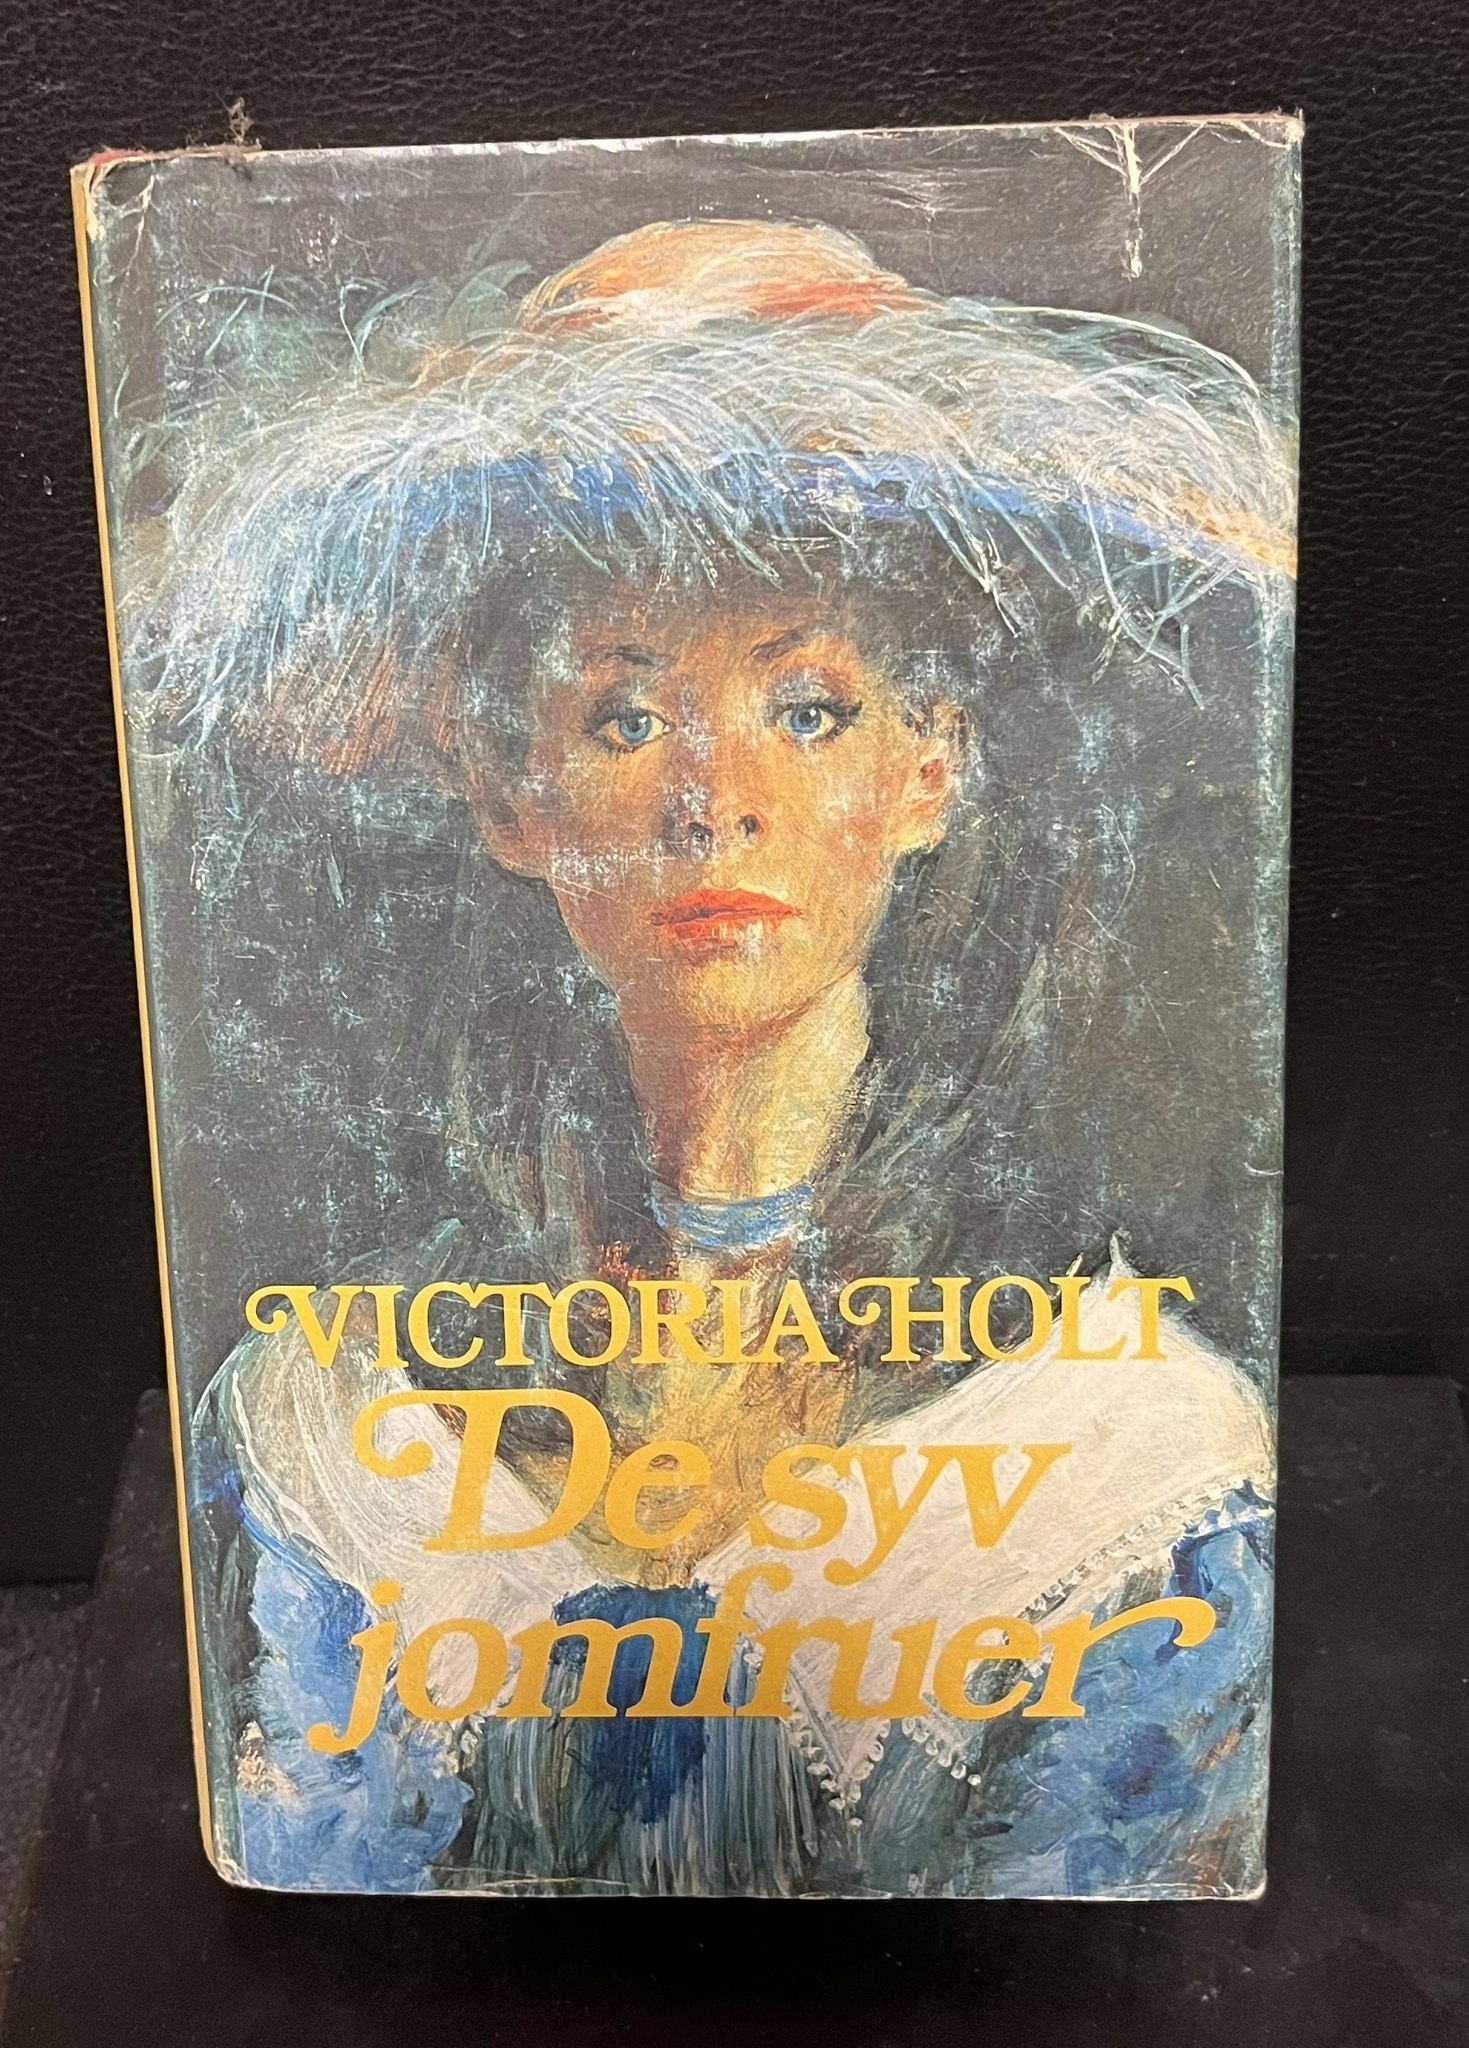 VICTORIA HOLT
De syv
jomfruer